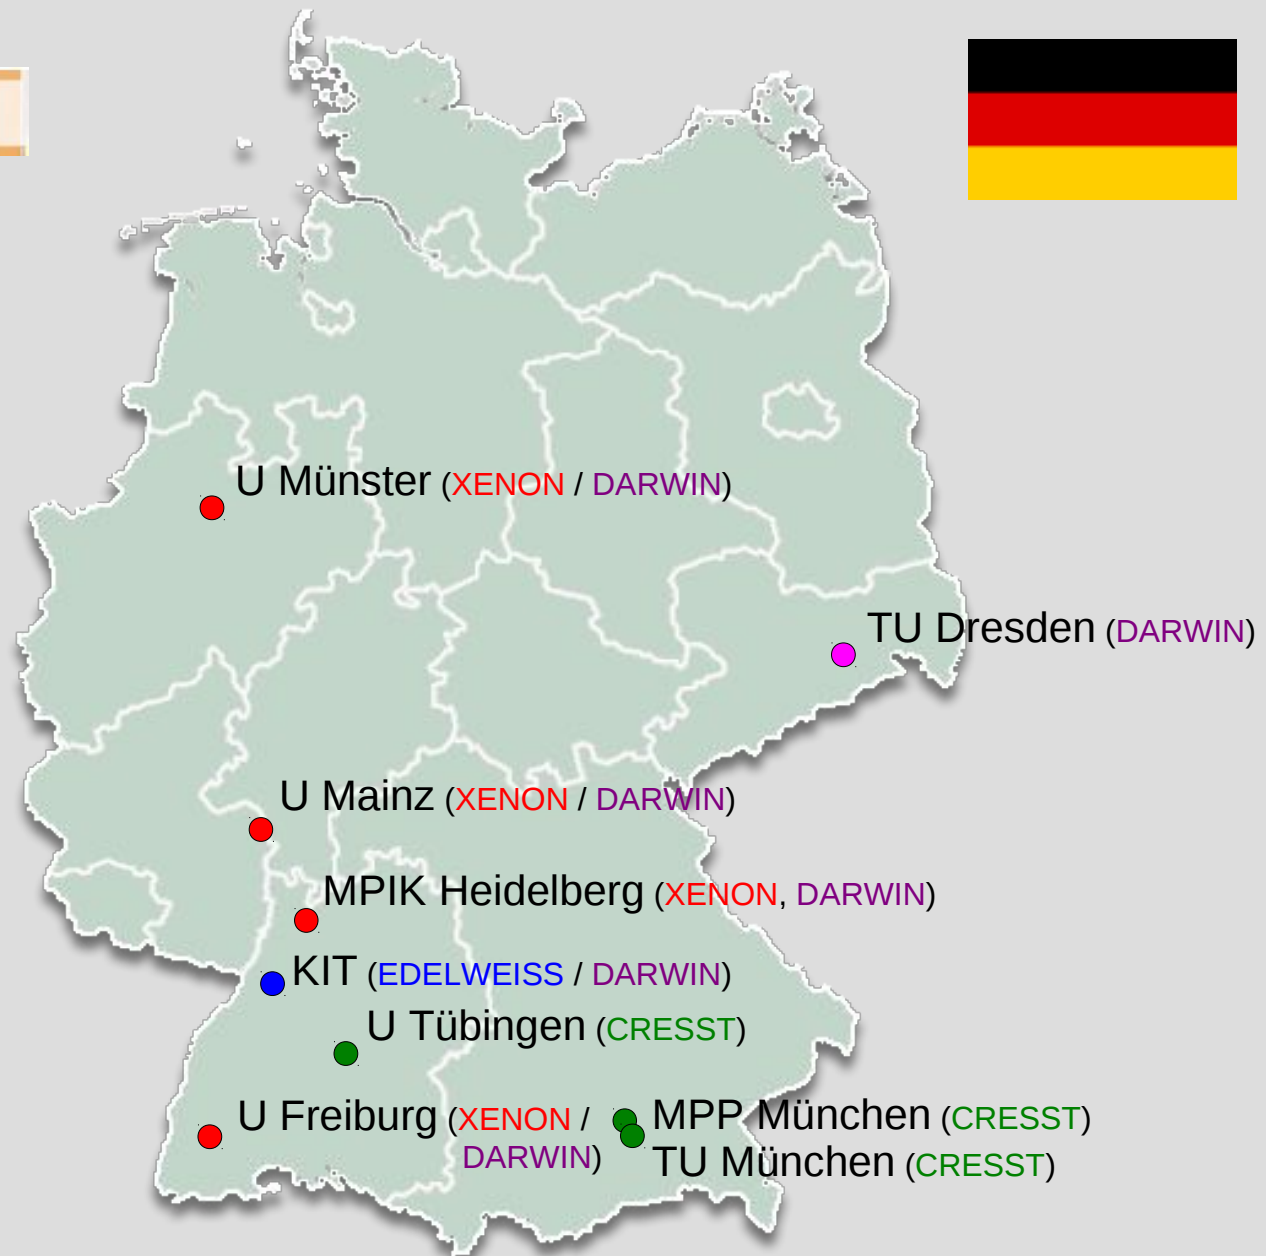 U Münster (XENON / DARWIN)
TU Dresden (DARWIN)
U Mainz (XENON / DARWIN)
MPIK Heidelberg (XENON, DARWIN)
KIT (EDELWEISS / DARWIN)
U Tübingen (CRESST)
U Freiburg (XENON /
DARWIN)
MPP München (CRESST)
TU München (CRESST)